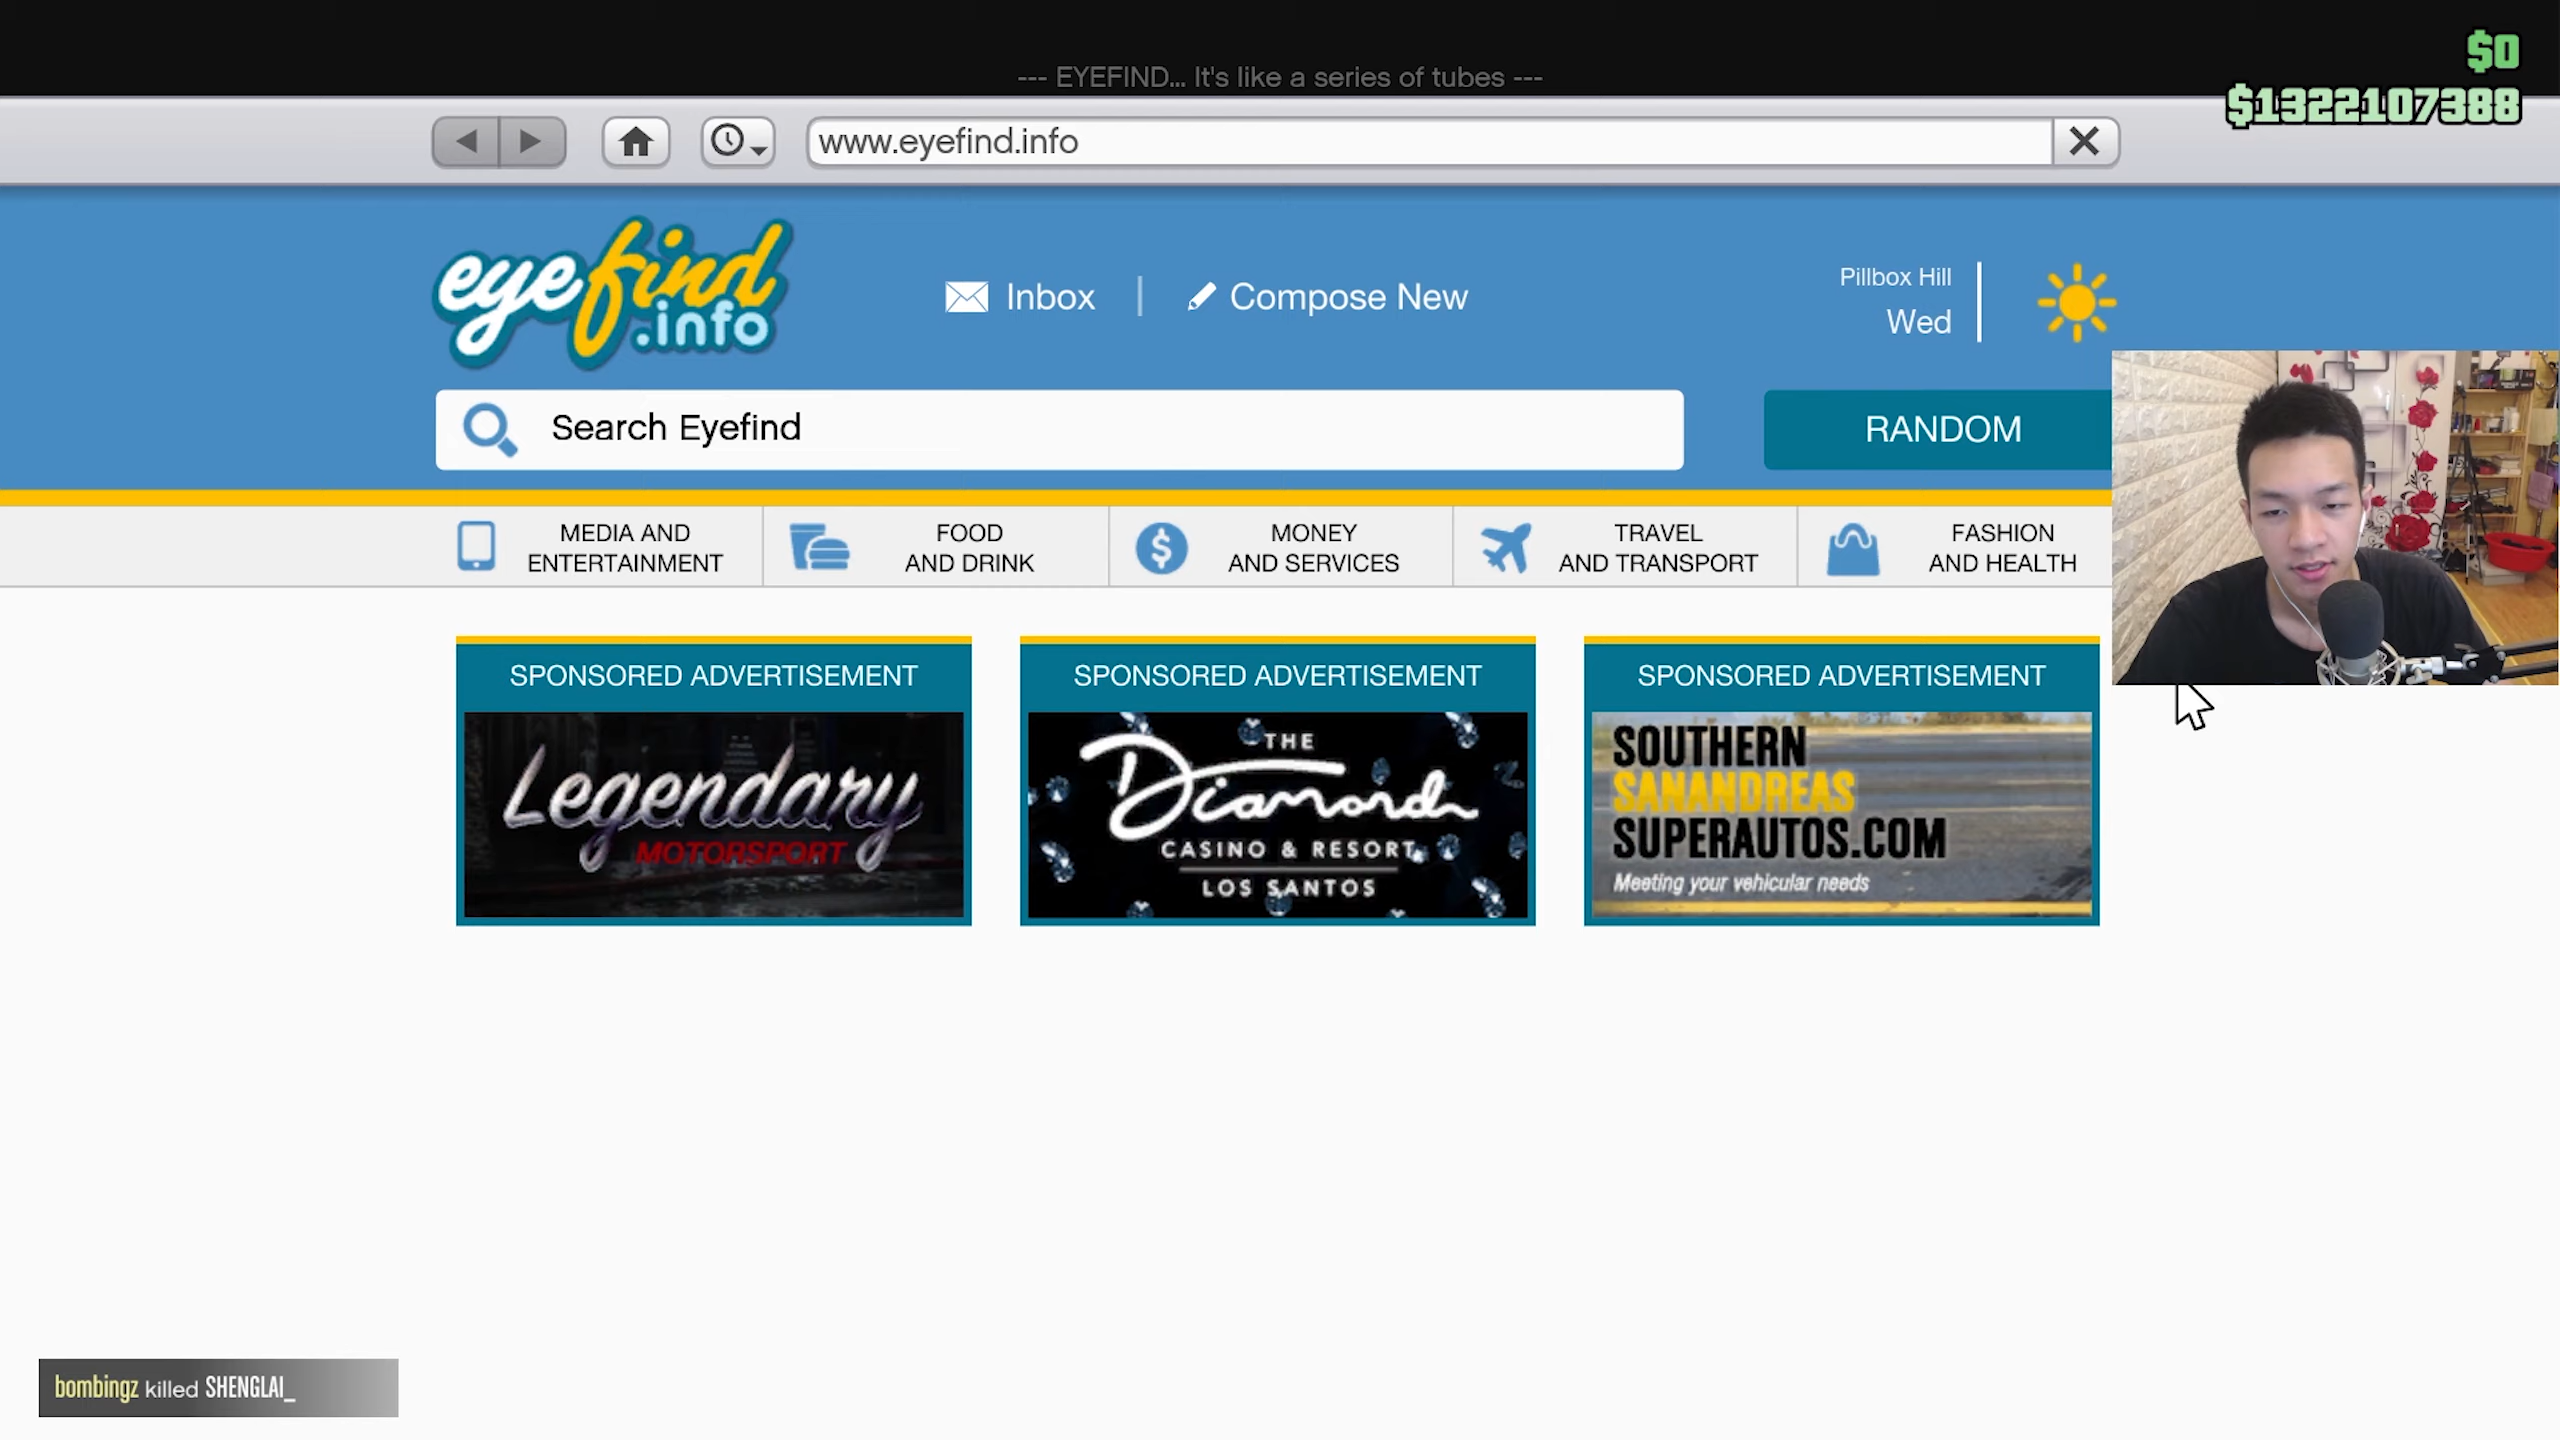 --- EYEFIND... It's like a series of tubes ---
$0
$1322107388
www.eyefind.info
eyefind
.info
Inbox
Compose New
Pillbox Hill
Wed
Search Eyefind
RANDOM
MEDIA AND
ENTERTAINMENT
FOOD
AND DRINK
MONEY
AND SERVICES
TRAVEL
AND TRANSPORT
FASHION
AND HEALTH
SPONSORED ADVERTISEMENT
Legendary
MOTORSPORT
SPONSORED ADVERTISEMENT
THE
Diamond
CASINO & RESORT
LOS SANTOS
SPONSORED ADVERTISEMENT
SOUTHERN
SANANDREAS
SUPERAUTOS.COM
Meeting your vehicular needs
bombingz killed SHENGLAI_